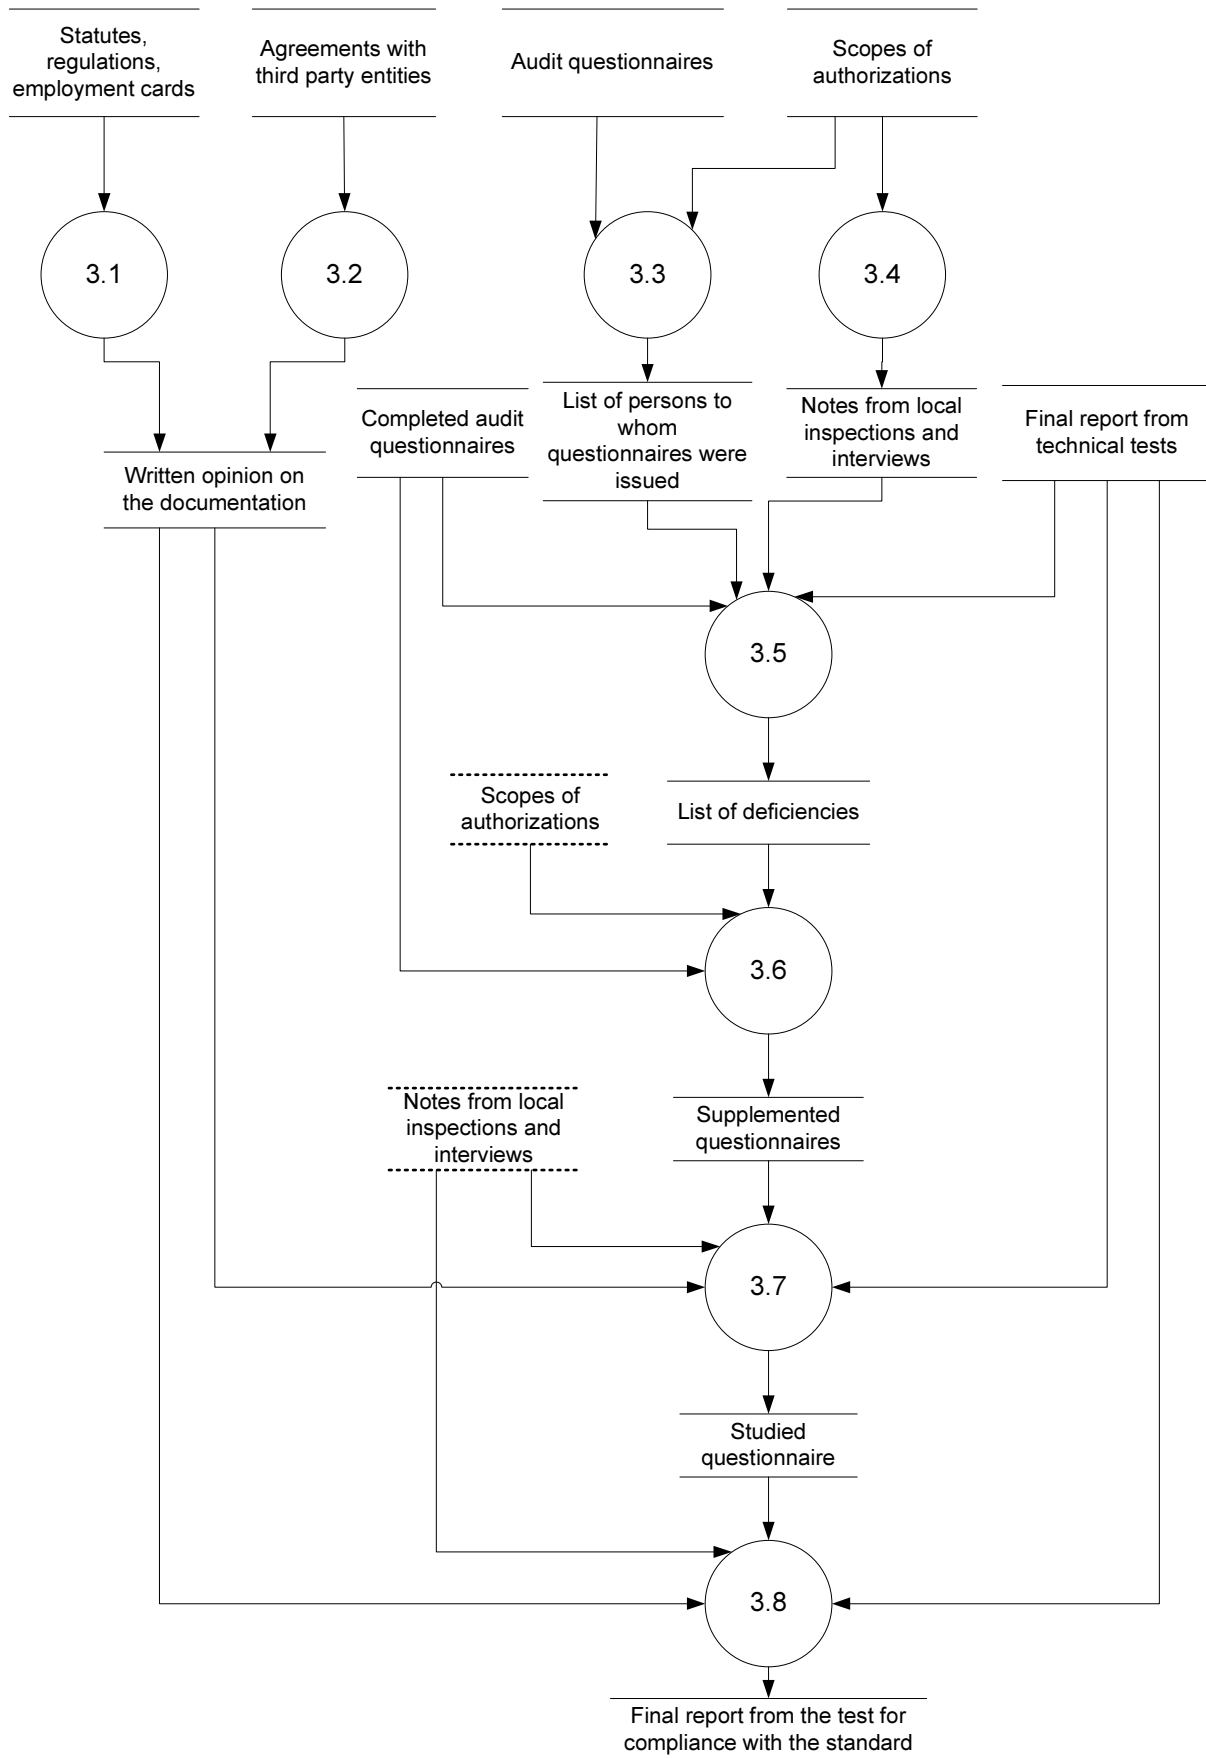 Statutes,
regulations,
employment cards
Agreements with
third party entities
Audit questionnaires
Scopes of
authorizations
3.1
3.2
3.3
3.4
Completed audit
questionnaires
List of persons to
whom
questionnaires were
issued
Notes from local
inspections and
interviews
Final report from
technical tests
Written opinion on
the documentation
3.5
Scopes of
authorizations
List of deficiencies
3.6
Notes from local
inspections and
interviews
Supplemented
questionnaires
3.7
Studied
questionnaire
3.8
Final report from the test for
compliance with the standard